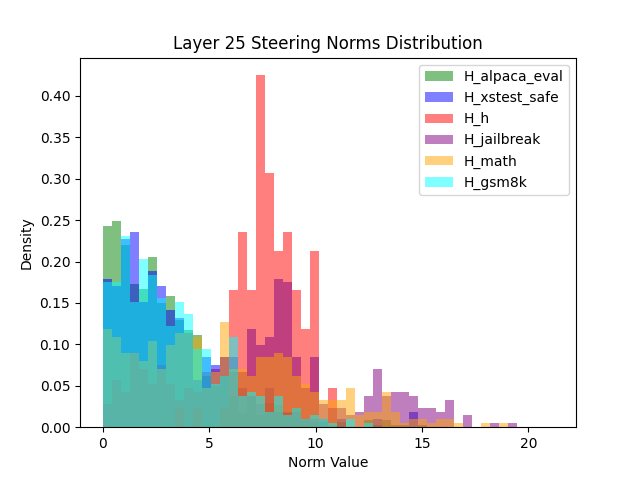 Layer 25 Steering Norms Distribution
H_alpaca_eval
H_xstest_safe
H_h
H_jailbreak
H_math
H_gsm8k
Density
0.40
0.35
0.30
0.25
0.20
0.15
0.10
0.05
0.00
0 5 10 15 20
Norm Value